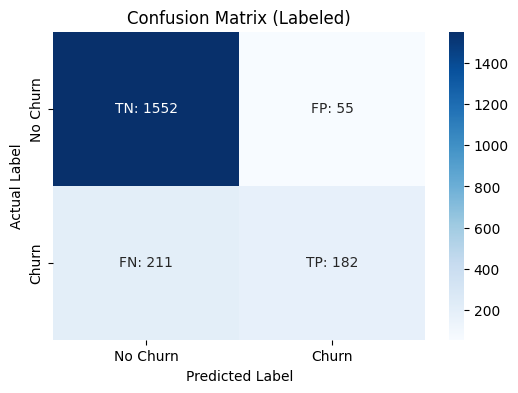 Confusion Matrix (Labeled)
Actual Label
No Churn
Churn
TN: 1552
FP: 55
FN: 211
TP: 182
No Churn
Churn
Predicted Label
1400
1200
1000
800
600
400
200